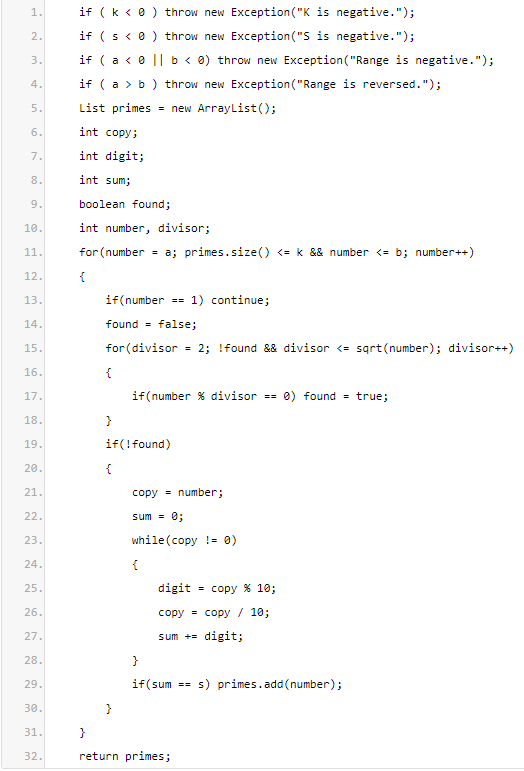 1. if ( k < 0 ) throw new Exception("K is negative.");
2. if ( s < 0 ) throw new Exception("S is negative.");
3. if ( a < 0 || b < 0) throw new Exception("Range is negative.");
4. if ( a > b ) throw new Exception("Range is reversed.");
5. List primes = new ArrayList();
6. int copy;
7. int digit;
8. int sum;
9. boolean found;
10. int number, divisor;
11. for(number = a; primes.size() <= k && number <= b; number++)
12. {
13. if(number == 1) continue;
14. found = false;
15. for(divisor = 2; !found && divisor <= sqrt(number); divisor++)
16. {
17. if(number % divisor == 0) found = true;
18. }
19. if(!found)
20. {
21. copy = number;
22. sum = 0;
23. while(copy != 0)
24. {
25. digit = copy % 10;
26. copy = copy / 10;
27. sum += digit;
28. }
29. if(sum == s) primes.add(number);
30. }
31. }
32. return primes;